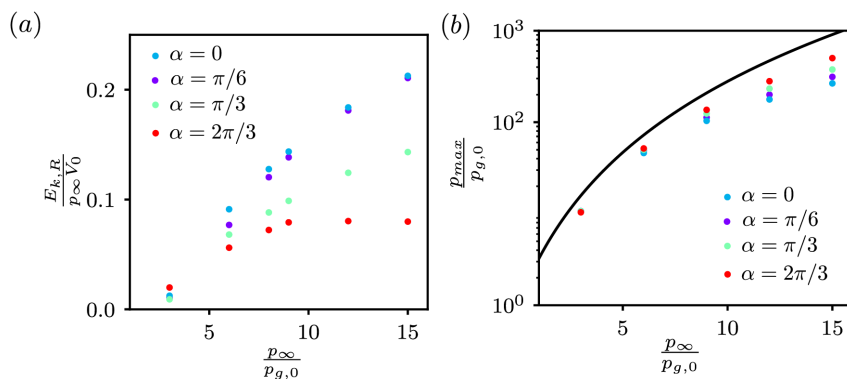 (a)
α = 0
α = π/6
α = π/3
α = 2π/3
0.2
0.1
0.0
E_{k,R}/p_∞V_0
5 10 15
p_∞/p_{g,0}
(b)
10^3
10^2
10^1
10^0
p_{max}/p_{g,0}
α = 0
α = π/6
α = π/3
α = 2π/3
5 10 15
p_∞/p_{g,0}